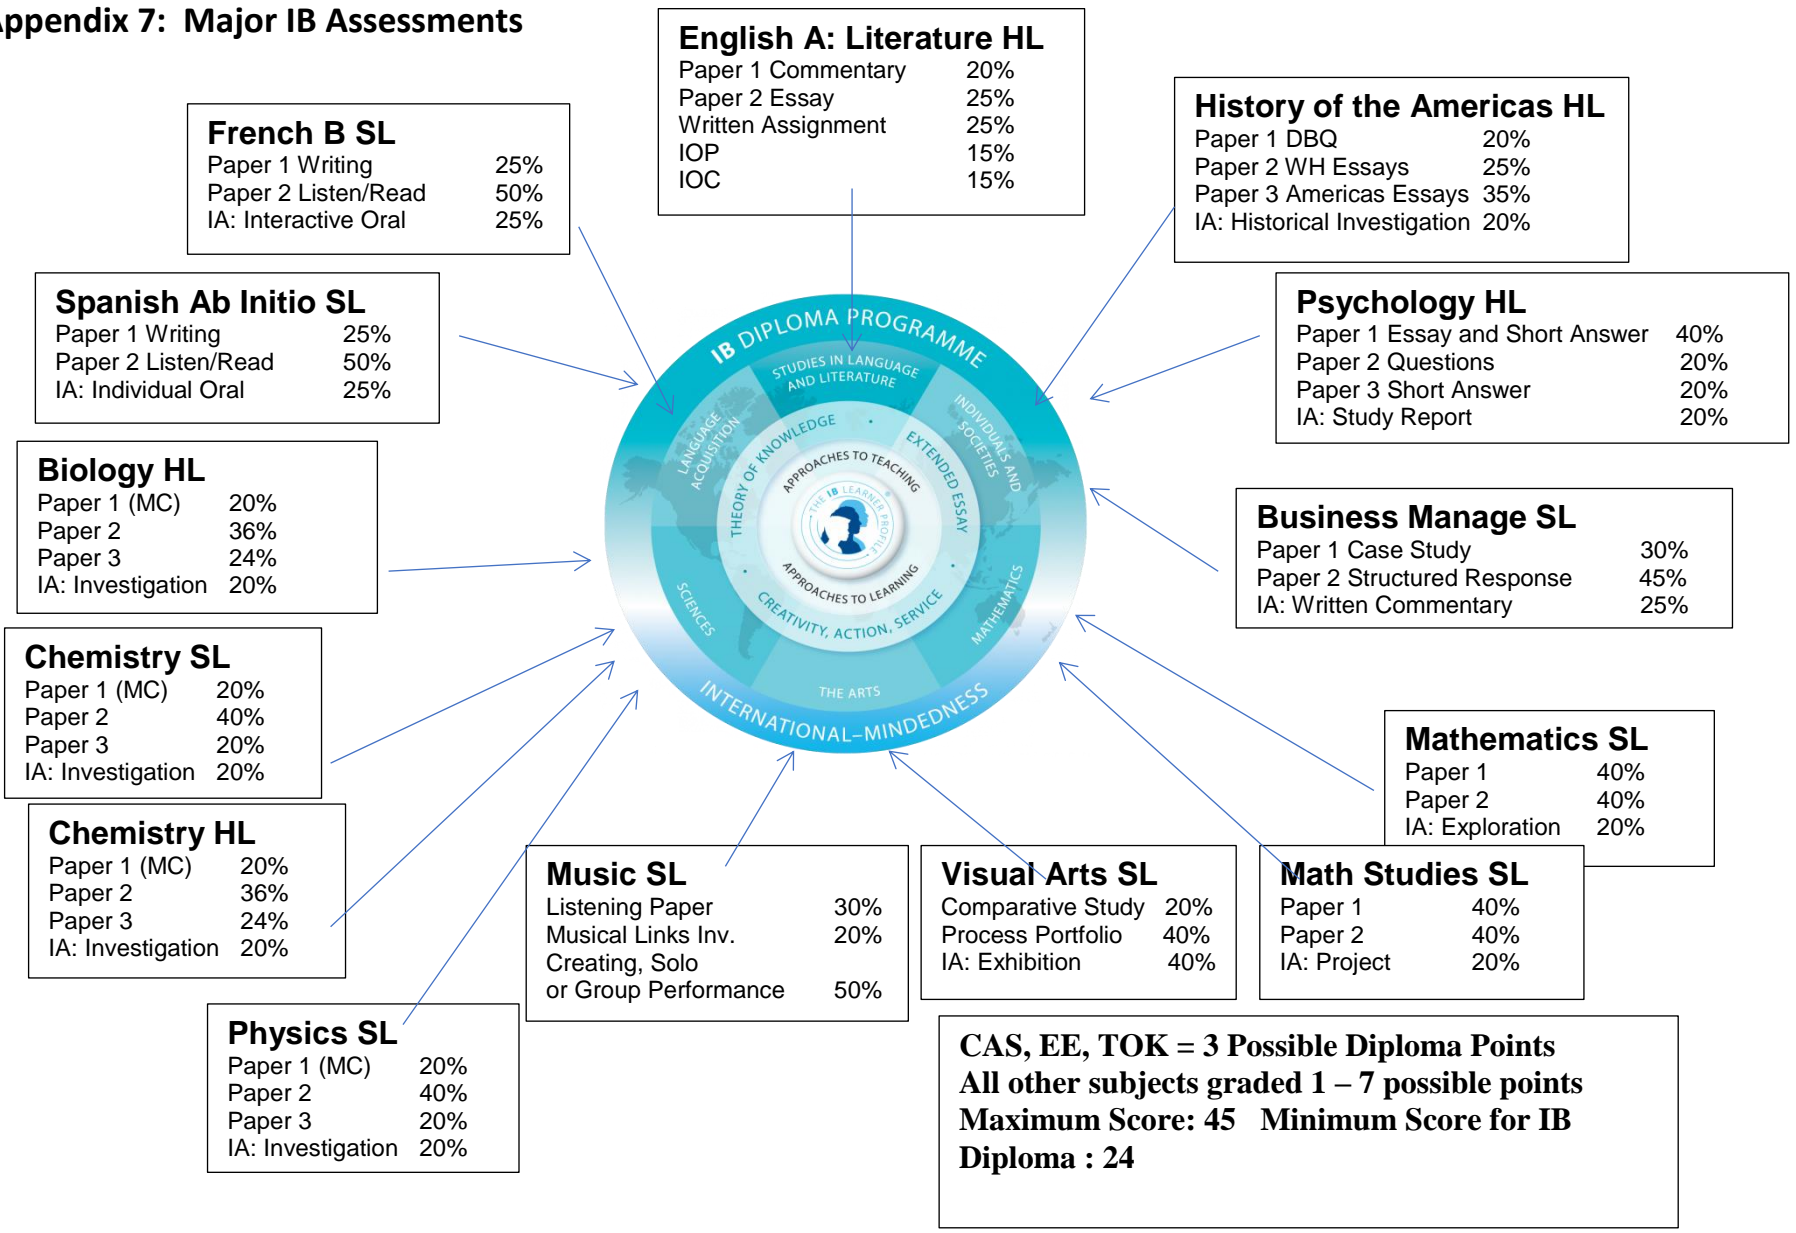 Appendix 7:  Major IB Assessments
English A: Literature HL
Paper 1 Commentary 20%
Paper 2 Essay 25%
Written Assignment 25%
IOP 15%
IOC 15%
French B SL
Paper 1 Writing 25%
Paper 2 Listen/Read 50%
IA: Interactive Oral 25%
History of the Americas HL
Paper 1 DBQ 20%
Paper 2 WH Essays 25%
Paper 3 Americas Essays 35%
IA: Historical Investigation 20%
Spanish Ab Initio SL
Paper 1 Writing 25%
Paper 2 Listen/Read 50%
IA: Individual Oral 25%
Psychology HL
Paper 1 Essay and Short Answer 40%
Paper 2 Questions 20%
Paper 3 Short Answer 20%
IA: Study Report 20%
IB DIPLOMA PROGRAMME
STUDIES IN LANGUAGE
AND LITERATURE
LANGUAGE
ACQUISITION
INDIVIDUALS AND
SOCIETIES
THEORY OF KNOWLEDGE
EXTENDED ESSAY
APPROACHES TO TEACHING
THE IB LEARNER PROFILE
APPROACHES TO LEARNING
CREATIVITY, ACTION, SERVICE
SCIENCES
MATHEMATICS
THE ARTS
INTERNATIONAL–MINDEDNESS
Biology HL
Paper 1 (MC) 20%
Paper 2 36%
Paper 3 24%
IA: Investigation 20%
Business Manage SL
Paper 1 Case Study 30%
Paper 2 Structured Response 45%
IA: Written Commentary 25%
Chemistry SL
Paper 1 (MC) 20%
Paper 2 40%
Paper 3 20%
IA: Investigation 20%
Mathematics SL
Paper 1 40%
Paper 2 40%
IA: Exploration 20%
Chemistry HL
Paper 1 (MC) 20%
Paper 2 36%
Paper 3 24%
IA: Investigation 20%
Music SL
Listening Paper 30%
Musical Links Inv. 20%
Creating, Solo
or Group Performance 50%
Visual Arts SL
Comparative Study 20%
Process Portfolio 40%
IA: Exhibition 40%
Math Studies SL
Paper 1 40%
Paper 2 40%
IA: Project 20%
Physics SL
Paper 1 (MC) 20%
Paper 2 40%
Paper 3 20%
IA: Investigation 20%
CAS, EE, TOK = 3 Possible Diploma Points
All other subjects graded 1 – 7 possible points
Maximum Score: 45   Minimum Score for IB
Diploma : 24